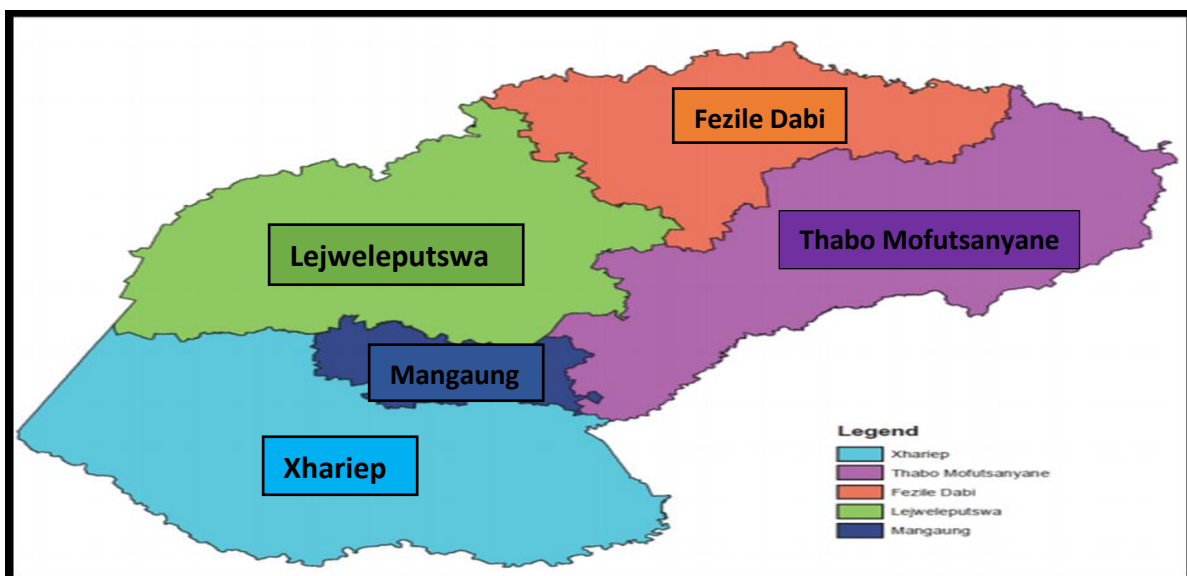 Fezile Dabi
Thabo Mofutsanyane
Lejweleputswa
Mangaung
Xhariep
Legend
Xhariep
Thabo Mofutsanyane
Fezile Dabi
Lejweleputswa
Mangaung